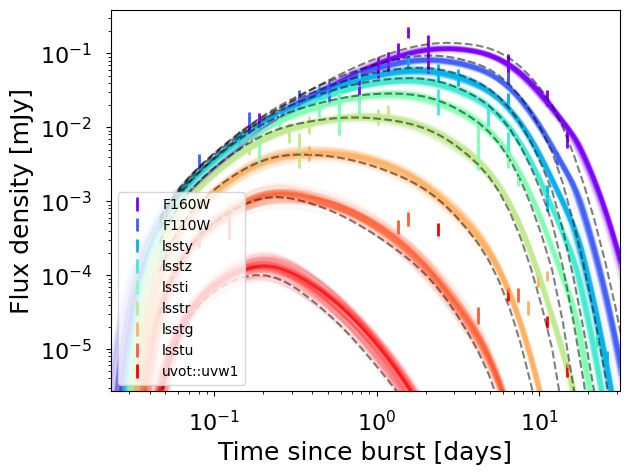 Flux density [mJy]
10⁻¹
10⁻²
10⁻³
10⁻⁴
10⁻⁵
F160W
F110W
lssty
lsstz
lssti
lsstr
lsstg
lsstu
uvot::uvw1
10⁻¹ 10⁰ 10¹
Time since burst [days]